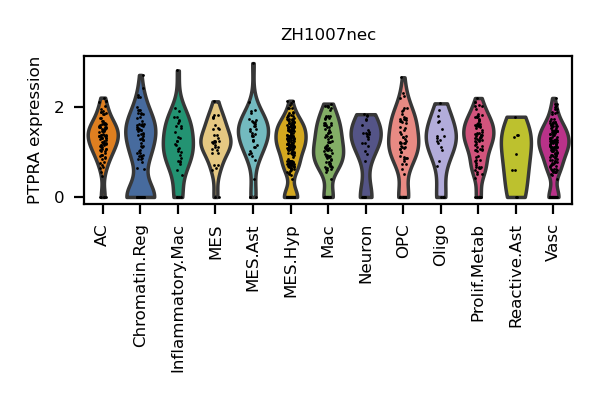 ZH1007nec
PTPRA expression
2
0
AC
Chromatin.Reg
Inflammatory.Mac
MES
MES.Ast
MES.Hyp
Mac
Neuron
OPC
Oligo
Prolif.Metab
Reactive.Ast
Vasc